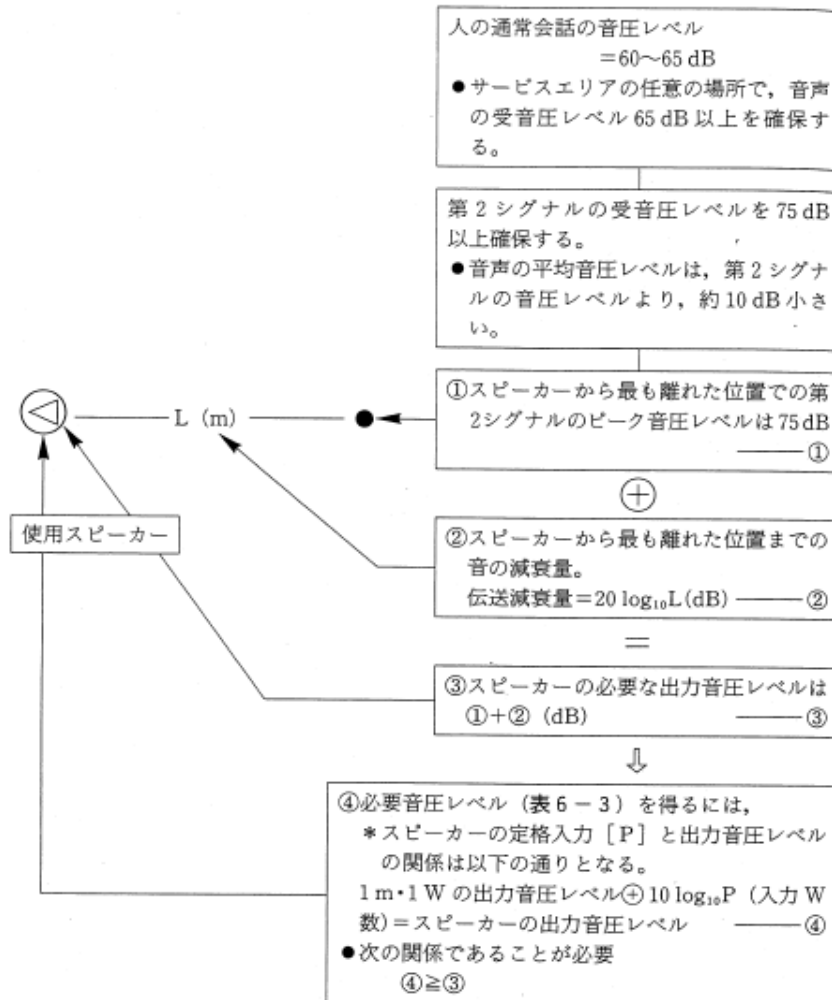 人の通常会話の音圧レベル
=60〜65 dB
●サービスエリアの任意の場所で，音声
の受音圧レベル 65 dB 以上を確保す
る。
第 2 シグナルの受音圧レベルを 75 dB
以上確保する。
●音声の平均音圧レベルは，第 2 シグナ
ルの音圧レベルより，約 10 dB 小さ
い。
①スピーカーから最も離れた位置での第
2シグナルのピーク音圧レベルは 75 dB
①
L (m)
⊕
使用スピーカー
②スピーカーから最も離れた位置までの
音の減衰量。
伝送減衰量=20 log₁₀L(dB) ②
=
③スピーカーの必要な出力音圧レベルは
①+② (dB) ③
⇩
④必要音圧レベル（表 6 − 3 ）を得るには，
＊スピーカーの定格入力［P］と出力音圧レベル
の関係は以下の通りとなる。
1 m・1 W の出力音圧レベル⊕10 log₁₀P（入力 W
数)=スピーカーの出力音圧レベル ④
●次の関係であることが必要
④≧③